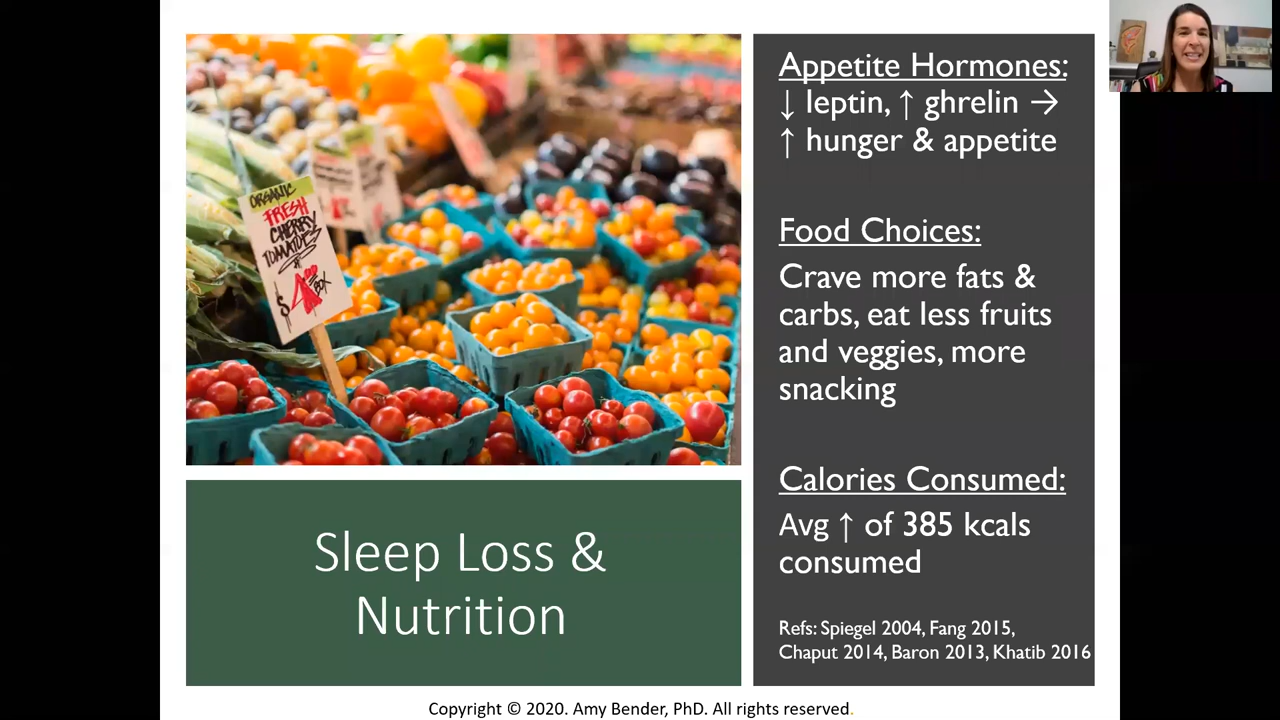 Appetite Hormones:
↓ leptin, ↑ ghrelin →
↑ hunger & appetite
Food Choices:
Crave more fats &
carbs, eat less fruits
and veggies, more
snacking
Calories Consumed:
Avg ↑ of 385 kcals
consumed
Refs: Spiegel 2004, Fang 2015,
Chaput 2014, Baron 2013, Khatib 2016
ORGANIC
FRESH
CHERRY
TOMATOES
$4
BOX
Sleep Loss &
Nutrition
Copyright © 2020. Amy Bender, PhD. All rights reserved.